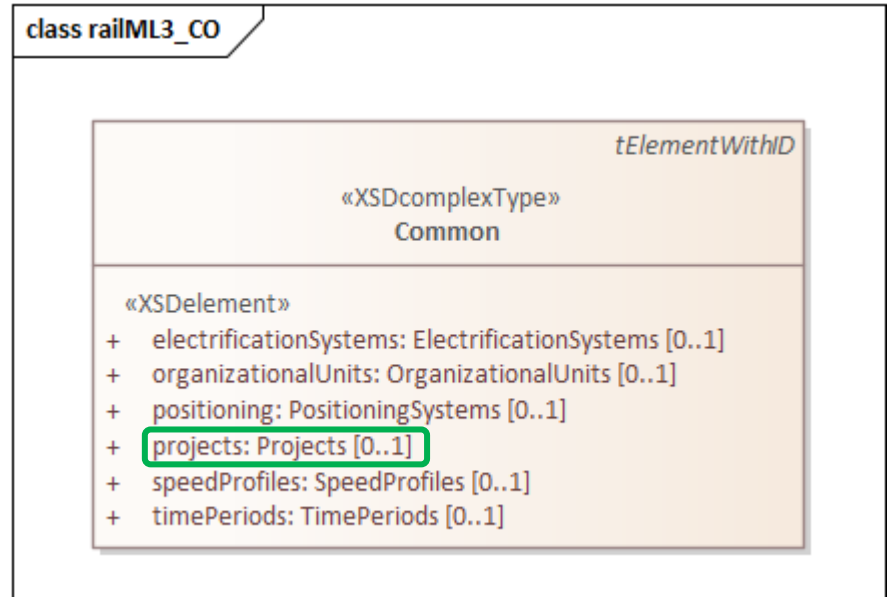 class railML3_CO
tElementWithID
«XSDcomplexType»
Common
«XSDelement»
+ electrificationSystems: ElectrificationSystems [0..1]
+ organizationalUnits: OrganizationalUnits [0..1]
+ positioning: PositioningSystems [0..1]
+ projects: Projects [0..1]
+ speedProfiles: SpeedProfiles [0..1]
+ timePeriods: TimePeriods [0..1]